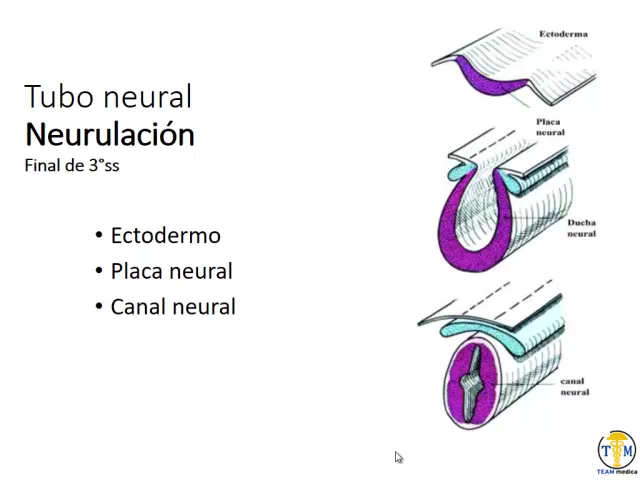 Tubo neural
Neurulación
Final de 3°ss
• Ectodermo
• Placa neural
• Canal neural
Ectoderma
Placa
neural
Ducha
neural
canal
neural
T M
TEAM medica